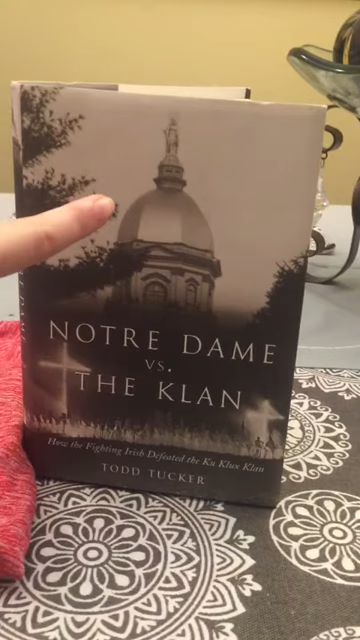 NOTRE DAME
VS.
THE KLAN
How the Fighting Irish Defeated the Ku Klux Klan
TODD TUCKER